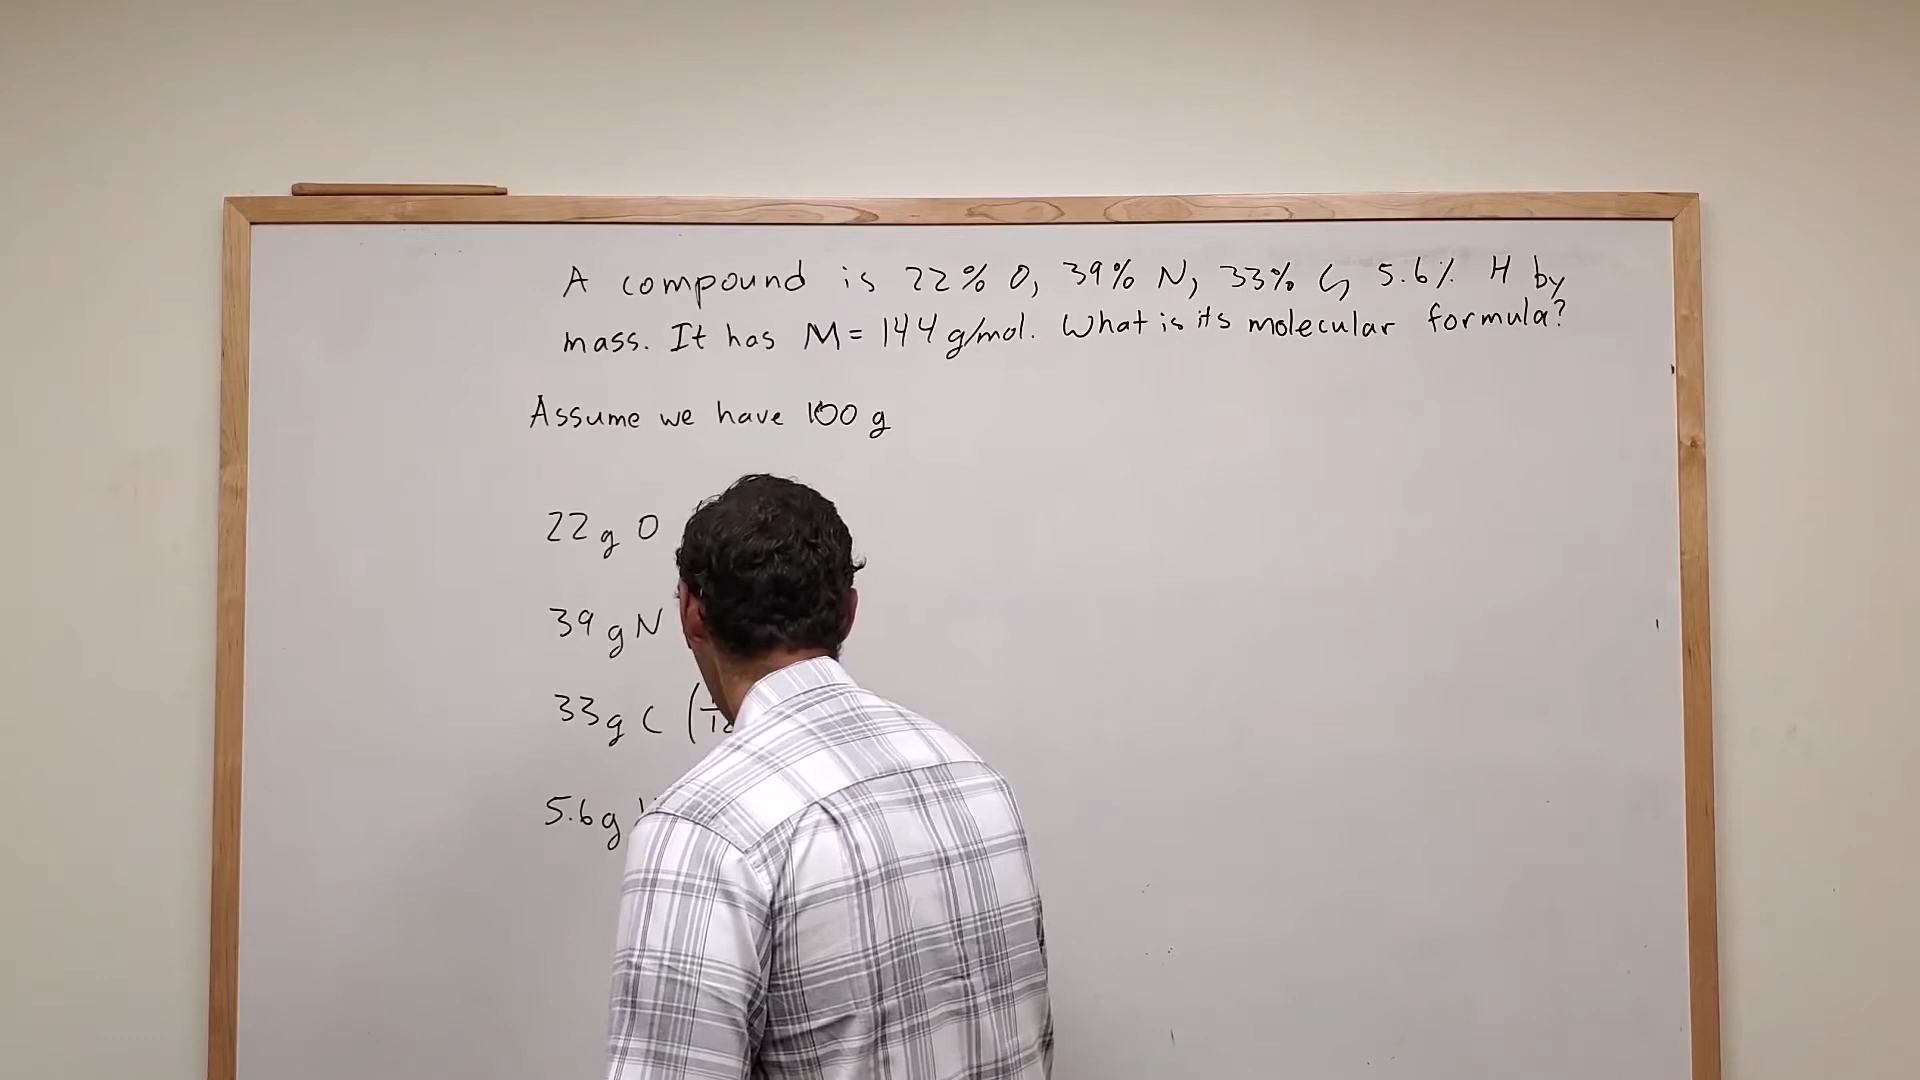 A compound is 22% O, 39% N, 33% C, 5.6% H by
mass. It has M = 144 g/mol. What is its molecular formula?
Assume we have 100 g
22 g O
39 g N
33 g C (
5.6 g